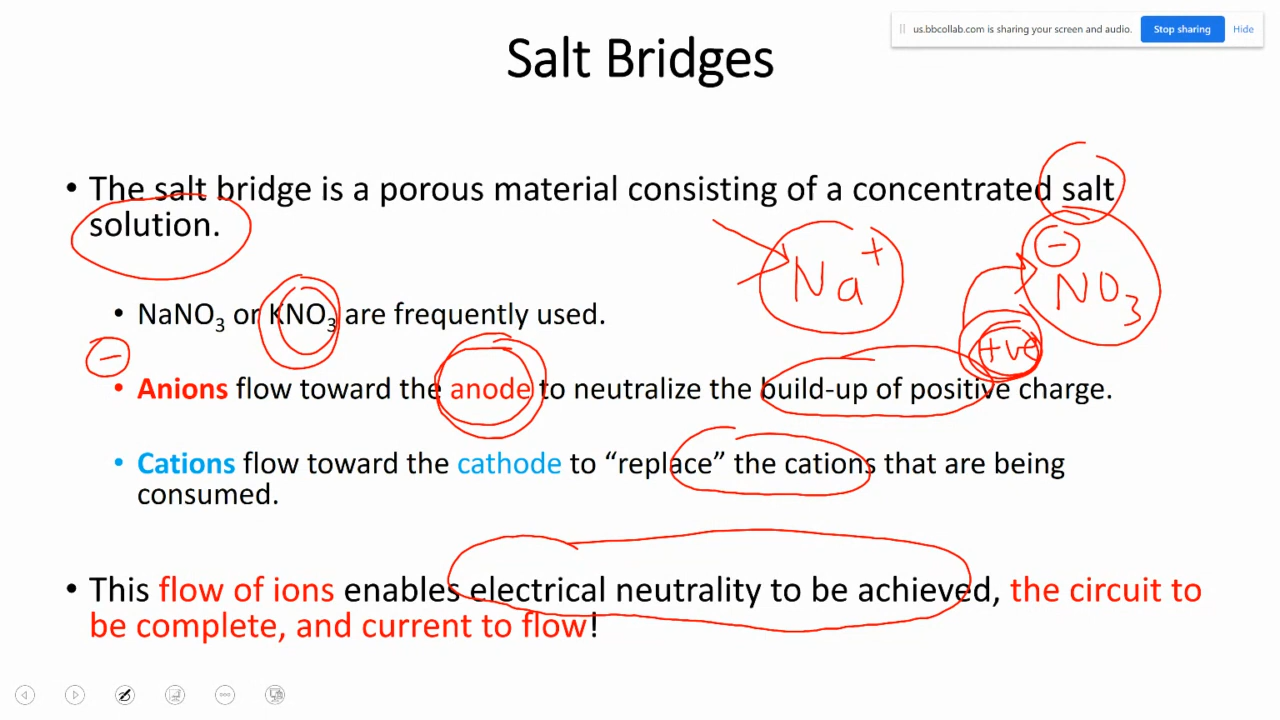 us.bbcollab.com is sharing your screen and audio. Stop sharing Hide
Salt Bridges
• The salt bridge is a porous material consisting of a concentrated salt
solution.
Na⁺
⊖
NO₃
• NaNO₃ or KNO₃ are frequently used.
+ve
⊖
• Anions flow toward the anode to neutralize the build-up of positive charge.
• Cations flow toward the cathode to “replace” the cations that are being
consumed.
• This flow of ions enables electrical neutrality to be achieved, the circuit to
be complete, and current to flow!